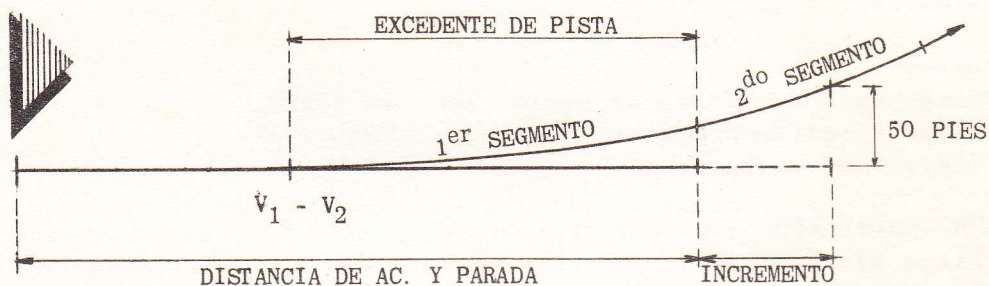 EXCEDENTE DE PISTA
1er SEGMENTO
2do SEGMENTO
50 PIES
V1 - V2
DISTANCIA DE AC. Y PARADA
INCREMENTO